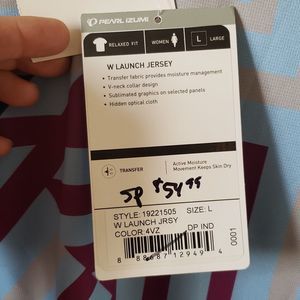 PEARL iZUMi
RELAXED FIT
WOMEN
L
LARGE
W LAUNCH JERSEY
• Transfer fabric provides moisture management
• V-neck collar design
• Sublimated graphics on selected panels
• Hidden optical cloth
TRANSFER
Active Moisture
Movement Keeps Skin Dry
SP $54.99
STYLE: 19221505 SIZE: L
W LAUNCH JRSY
COLOR: 4VZ DP IND
0001